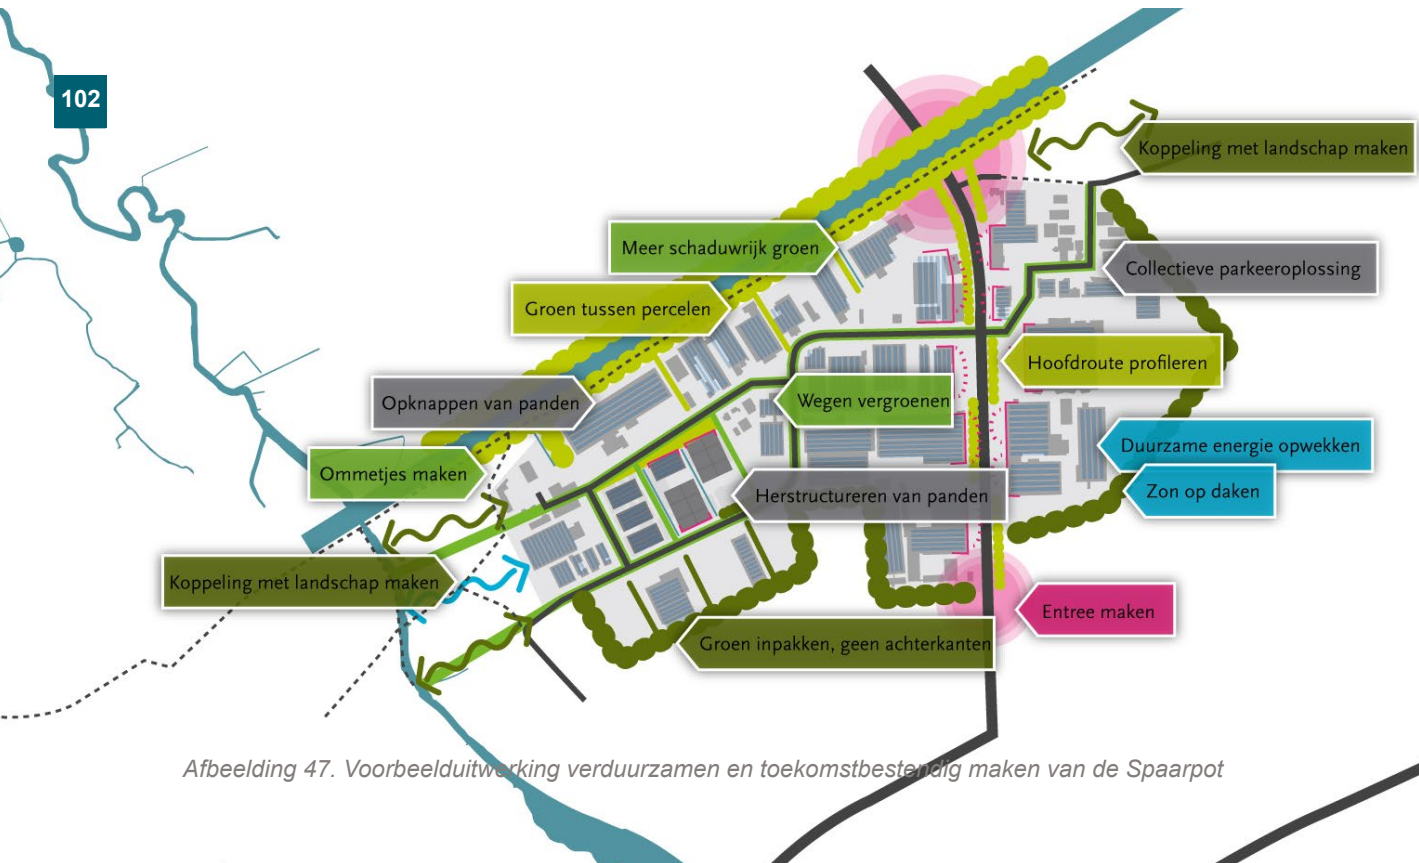 102
Koppeling met landschap maken
Meer schaduwrijk groen
Collectieve parkeeroplossing
Groen tussen percelen
Hoofdroute profileren
Opknappen van panden
Wegen vergroenen
Duurzame energie opwekken
Ommetjes maken
Zon op daken
Herstructureren van panden
Koppeling met landschap maken
Entree maken
Groen inpakken, geen achterkanten
Afbeelding 47. Voorbeelduitwerking verduurzamen en toekomstbestendig maken van de Spaarpot